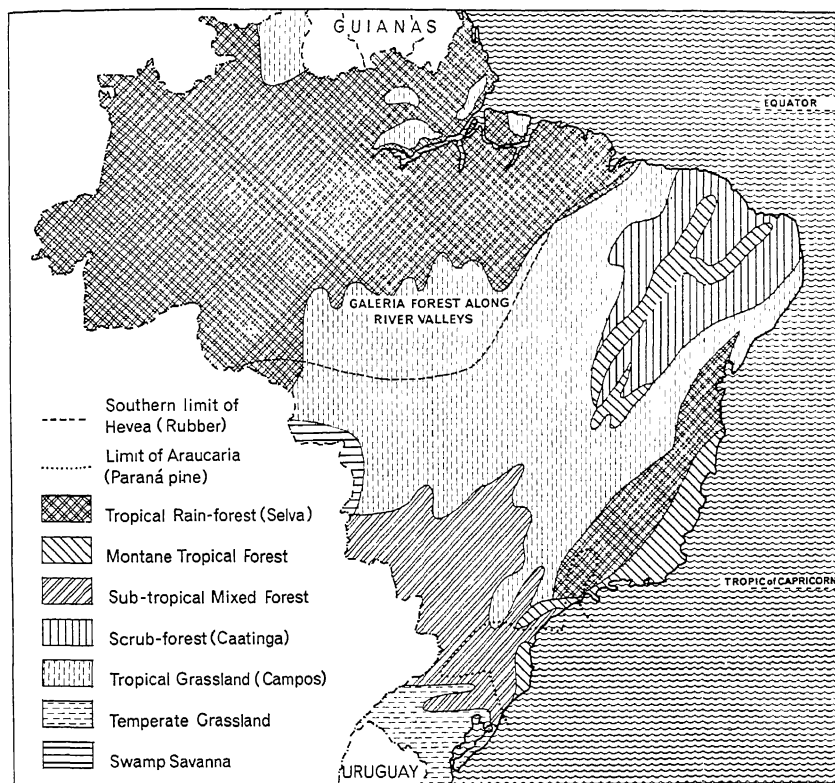 GUIANAS
EQUATOR
GALERIA FOREST ALONG
RIVER VALLEYS
Southern limit of
Hevea (Rubber)
Limit of Araucaria
(Paraná pine)
Tropical Rain-forest (Selva)
TROPIC of CAPRICORN
Montane Tropical Forest
Sub-tropical Mixed Forest
Scrub-forest (Caatinga)
Tropical Grassland (Campos)
Temperate Grassland
Swamp Savanna
URUGUAY